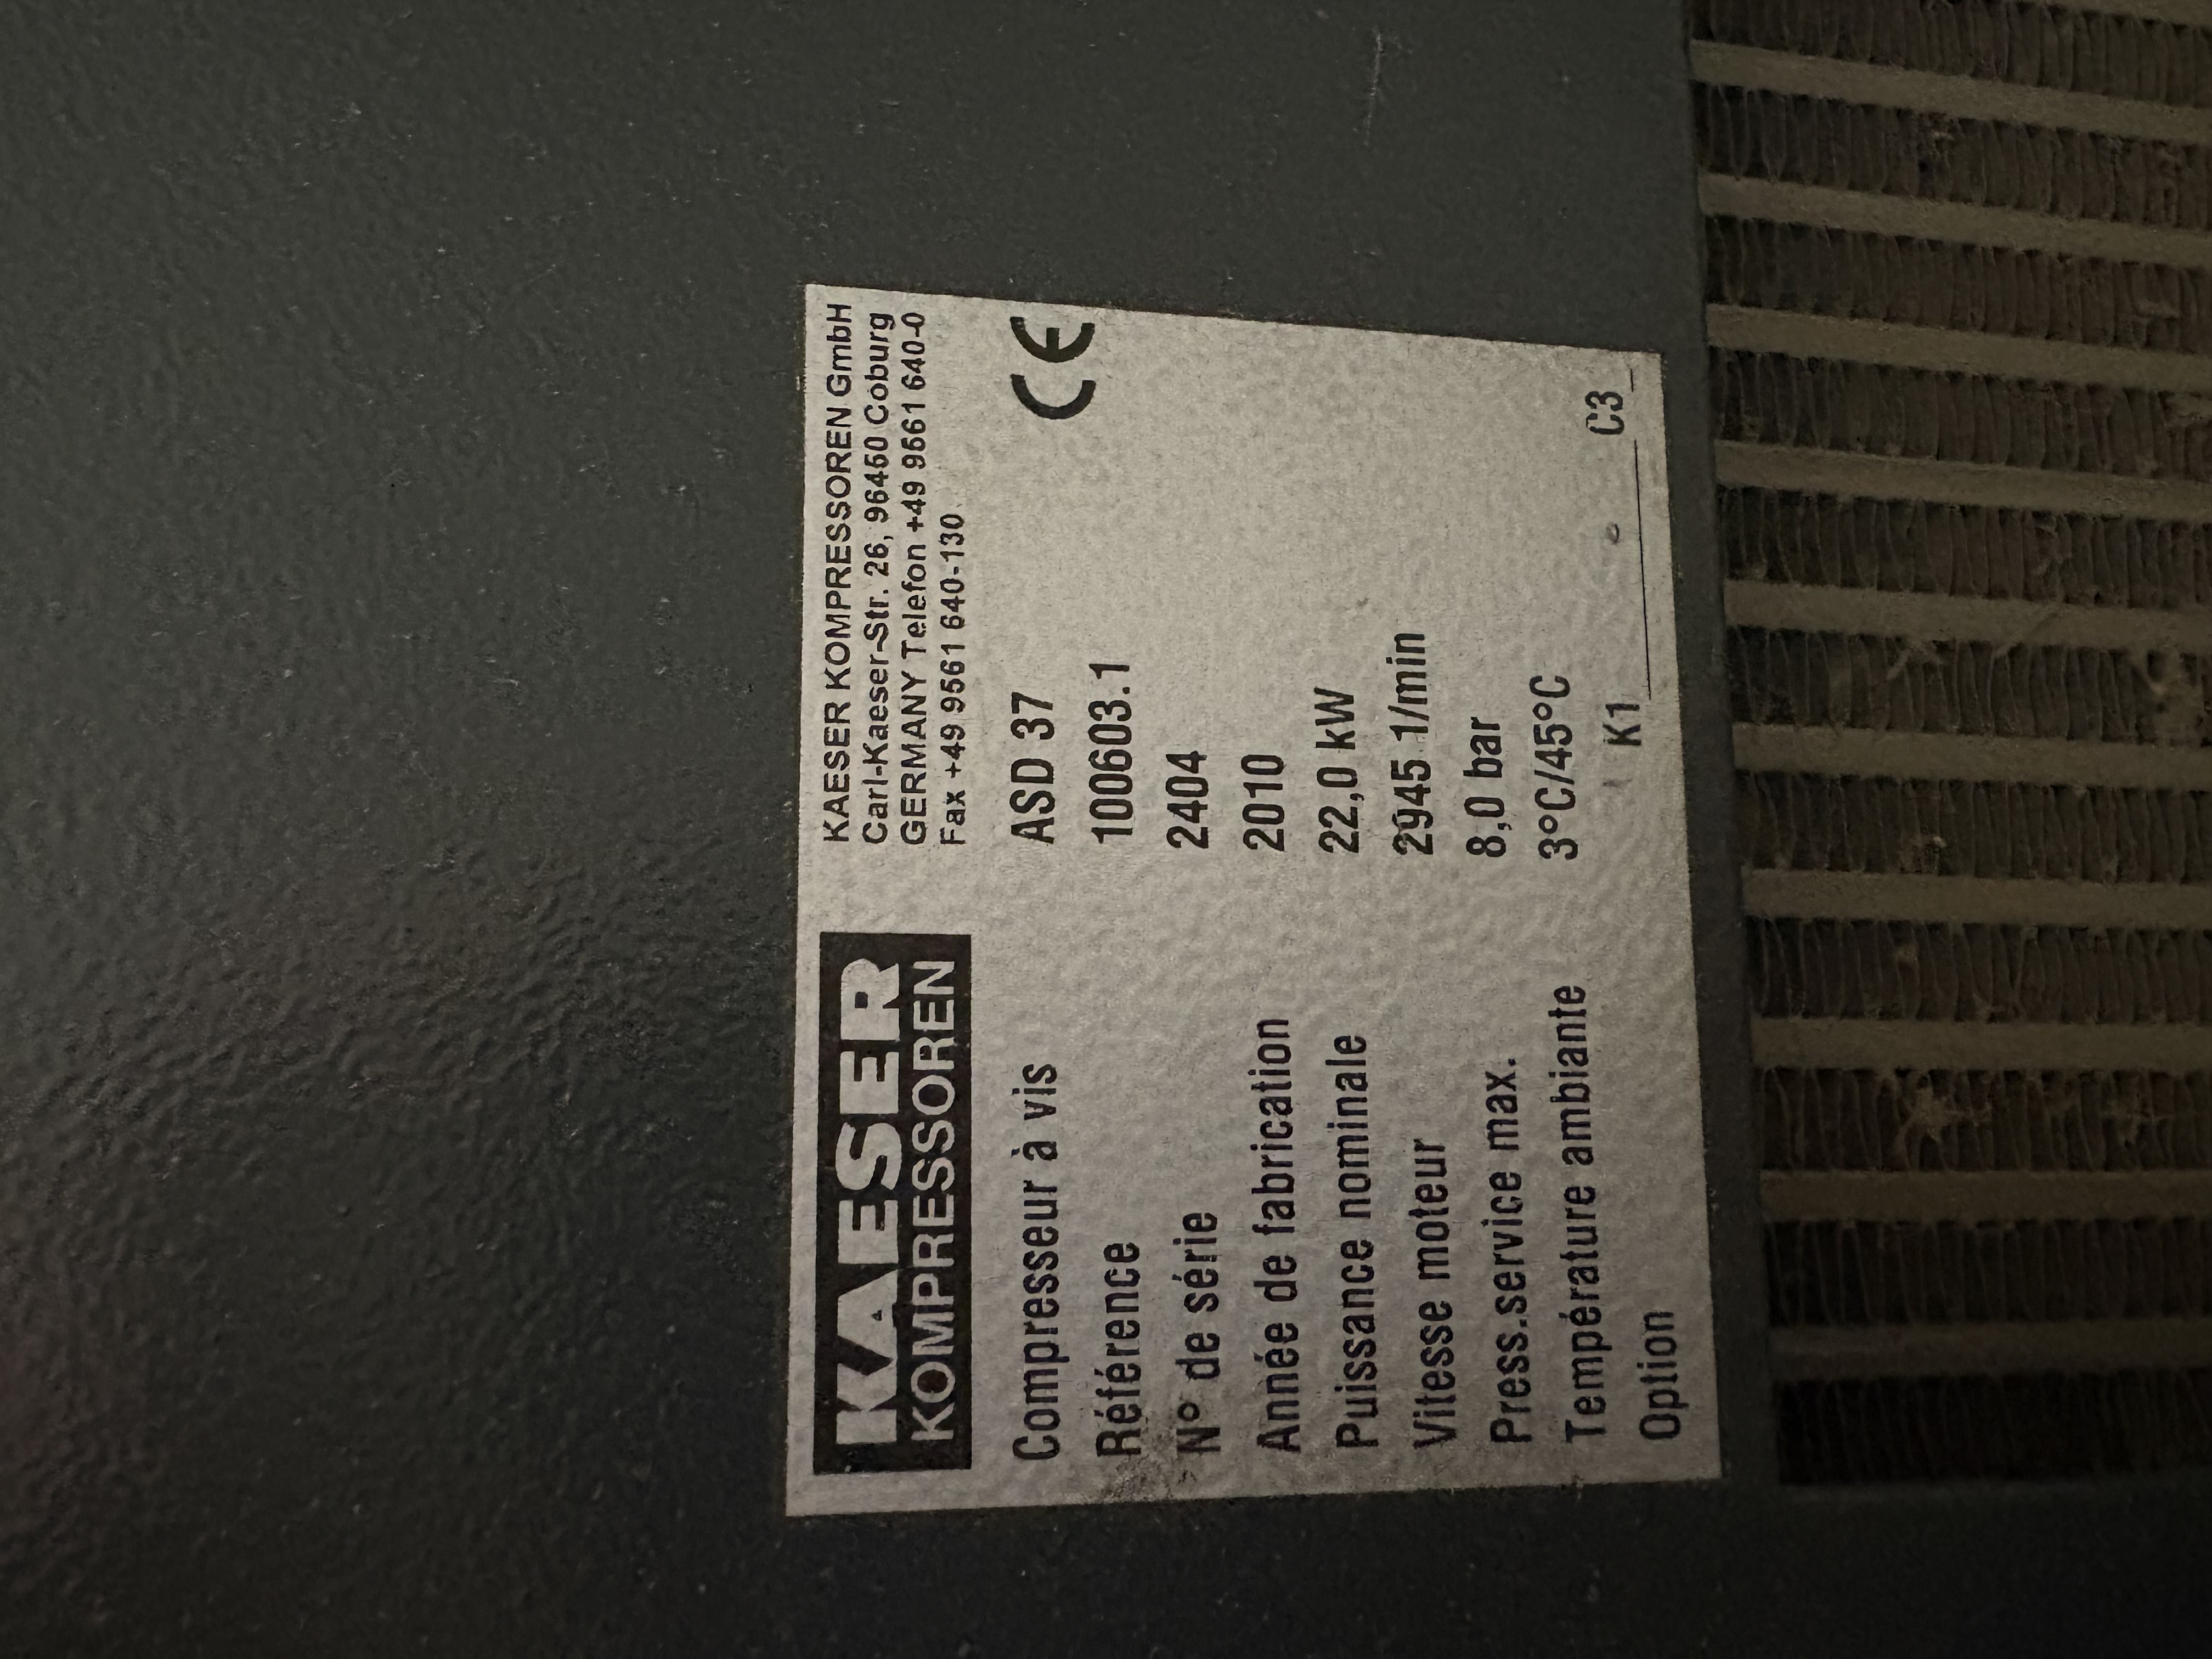 KAESER
KOMPRESSOREN
KAESER KOMPRESSOREN GmbH
Carl-Kaeser-Str. 26, 96450 Coburg
GERMANY Telefon +49 9561 640-0
Fax +49 9561 640-130
CE
Compresseur à vis ASD 37
Référence 100603.1
N° de série 2404
Année de fabrication 2010
Puissance nominale 22,0 kW
Vitesse moteur 2945 1/min
Press.service max. 8,0 bar
Température ambiante 3°C/45°C
Option K1 C3